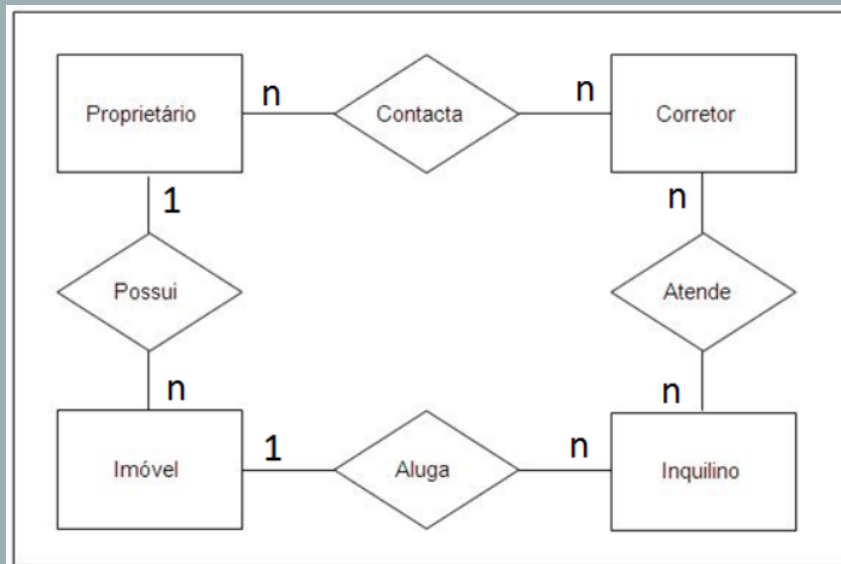 Proprietário
n
Contacta
n
Corretor
1
n
Possui
Atende
n
n
Imóvel
1
Aluga
n
Inquilino